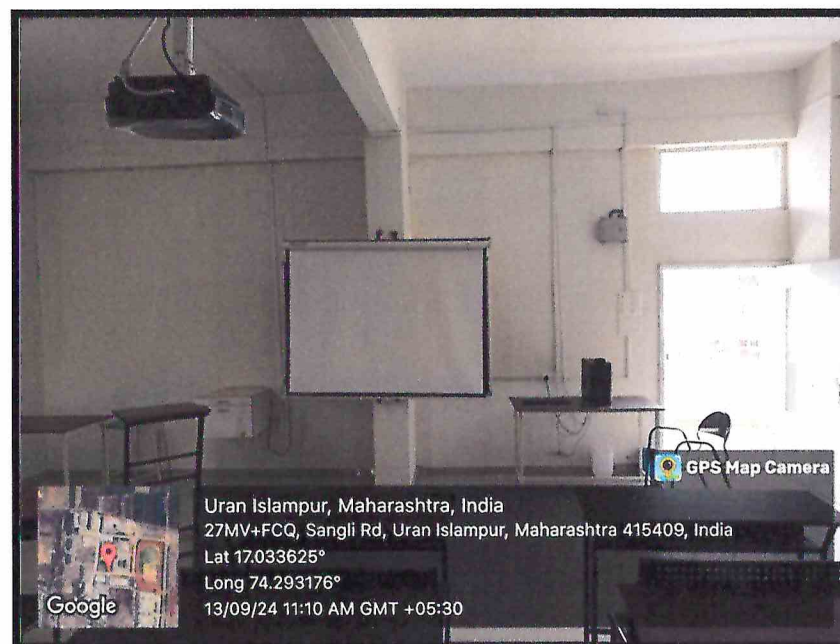 GPS Map Camera
Uran Islampur, Maharashtra, India
27MV+FCQ, Sangli Rd, Uran Islampur, Maharashtra 415409, India
Lat 17.033625°
Long 74.293176°
13/09/24 11:10 AM GMT +05:30
Google